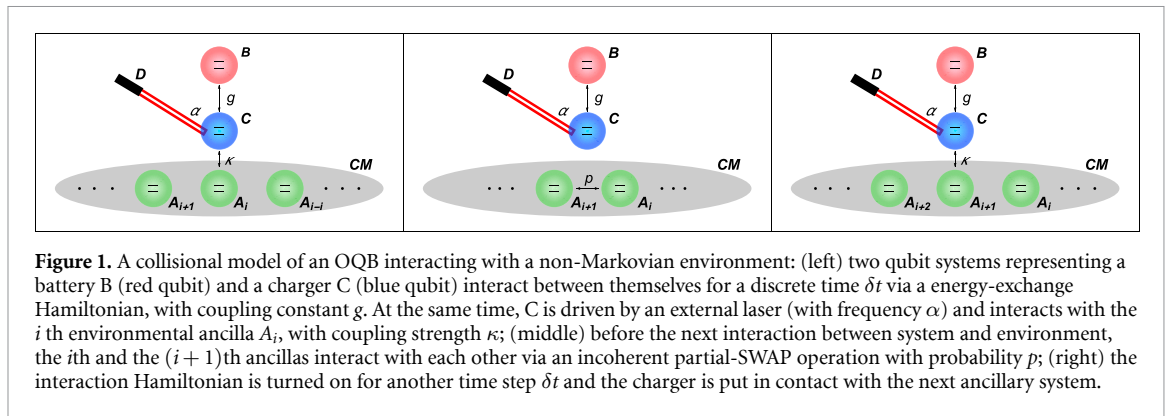 B
D
α
g
C
κ
CM
. . .
A_{i+1}
A_i
A_{i-i}
. . .
B
D
α
g
C
CM
. . .
p
A_{i+1}
A_i
. . .
B
D
α
g
C
κ
CM
. . .
A_{i+2}
A_{i+1}
A_i
. . .
Figure 1. A collisional model of an OQB interacting with a non-Markovian environment: (left) two qubit systems representing a
battery B (red qubit) and a charger C (blue qubit) interact between themselves for a discrete time δt via a energy-exchange
Hamiltonian, with coupling constant g. At the same time, C is driven by an external laser (with frequency α) and interacts with the
i th environmental ancilla A_i, with coupling strength κ; (middle) before the next interaction between system and environment,
the ith and the (i + 1)th ancillas interact with each other via an incoherent partial-SWAP operation with probability p; (right) the
interaction Hamiltonian is turned on for another time step δt and the charger is put in contact with the next ancillary system.